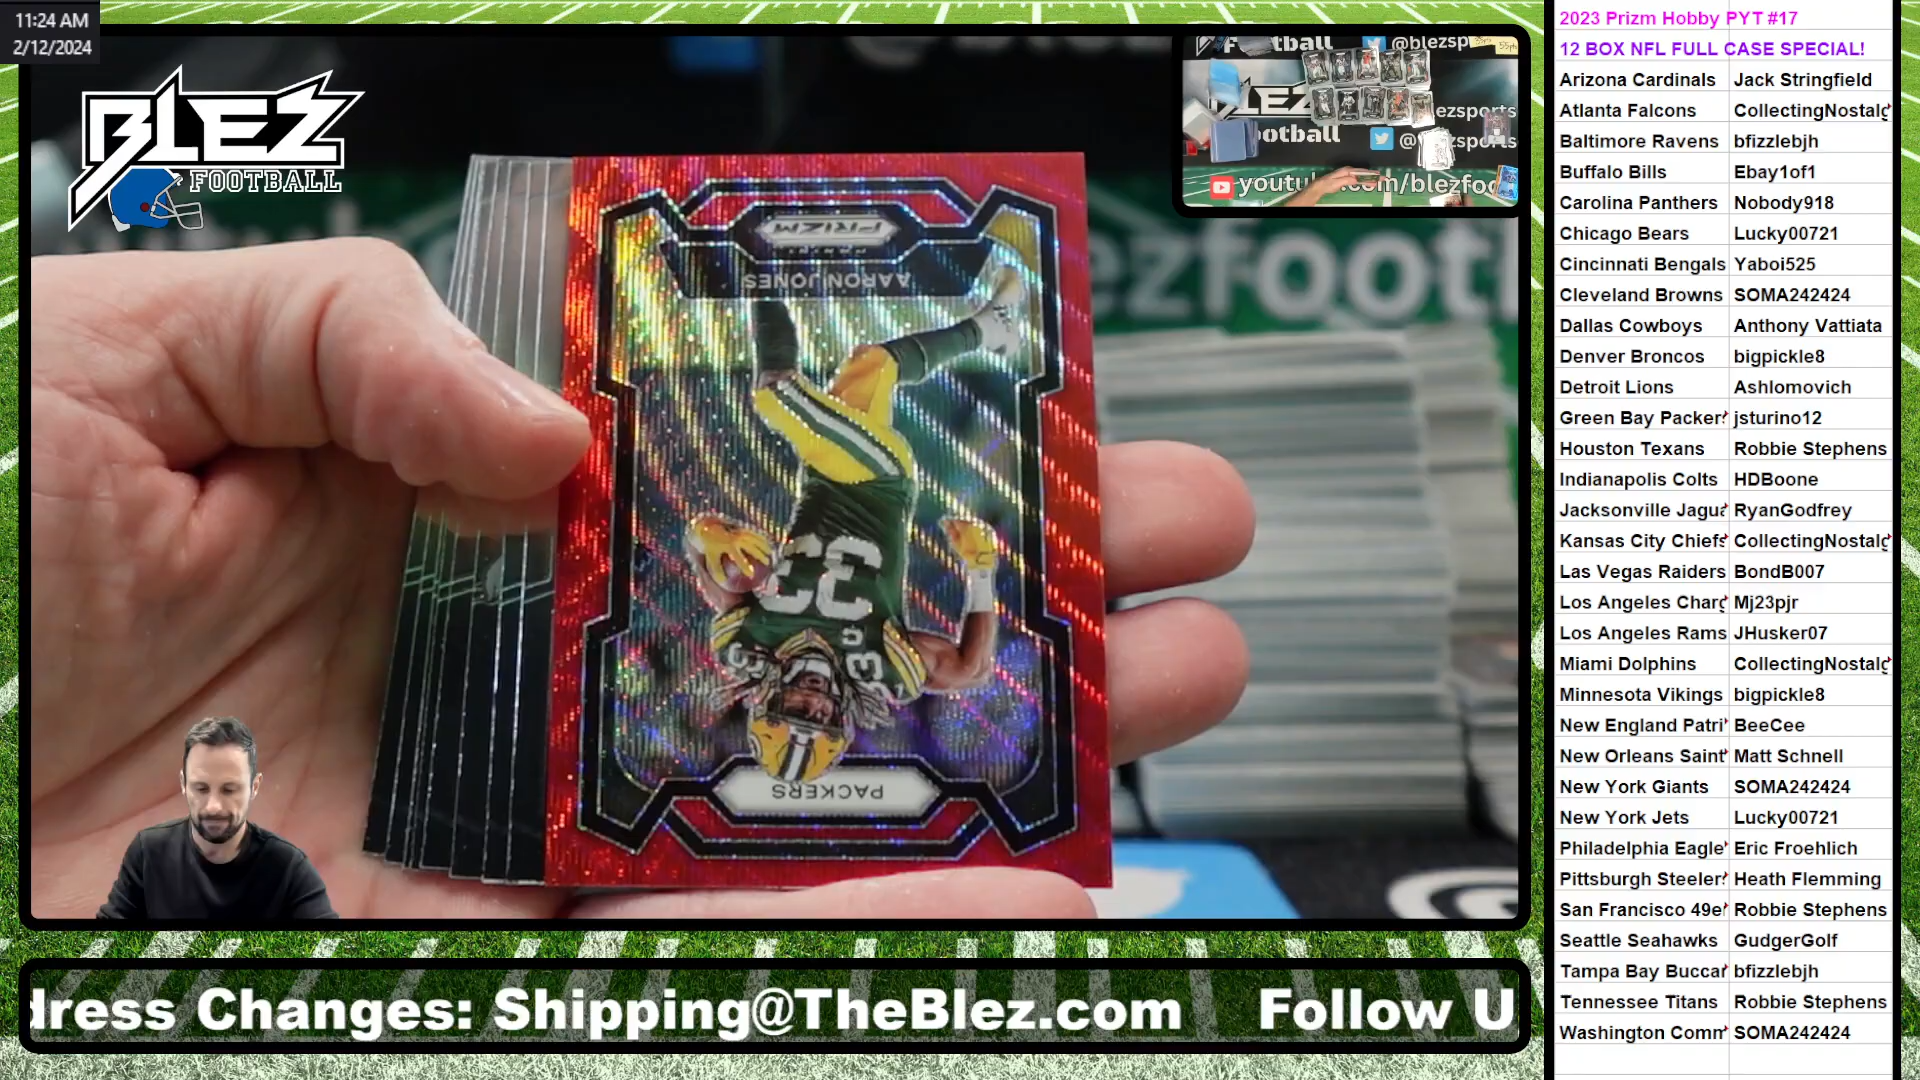 11:24 AM
2/12/2024
BLEZ
FOOTBALL
PANINI
PRIZM
AARON JONES
33
PACKERS
ezfootl
@blezsp
ezsports
@
zsports
youtu
m/blezfoo
dress Changes: Shipping@TheBlez.com Follow U
2023 Prizm Hobby PYT #17
12 BOX NFL FULL CASE SPECIAL!
Arizona Cardinals Jack Stringfield
Atlanta Falcons CollectingNostalg
Baltimore Ravens bfizzlebjh
Buffalo Bills Ebay1of1
Carolina Panthers Nobody918
Chicago Bears Lucky00721
Cincinnati Bengals Yaboi525
Cleveland Browns SOMA242424
Dallas Cowboys Anthony Vattiata
Denver Broncos bigpickle8
Detroit Lions Ashlomovich
Green Bay Packer jsturino12
Houston Texans Robbie Stephens
Indianapolis Colts HDBoone
Jacksonville Jagua RyanGodfrey
Kansas City Chiefs CollectingNostalg
Las Vegas Raiders BondB007
Los Angeles Charg Mj23pjr
Los Angeles Rams JHusker07
Miami Dolphins CollectingNostalg
Minnesota Vikings bigpickle8
New England Patri BeeCee
New Orleans Saint Matt Schnell
New York Giants SOMA242424
New York Jets Lucky00721
Philadelphia Eagle Eric Froehlich
Pittsburgh Steeler Heath Flemming
San Francisco 49e Robbie Stephens
Seattle Seahawks GudgerGolf
Tampa Bay Buccar bfizzlebjh
Tennessee Titans Robbie Stephens
Washington Comm SOMA242424